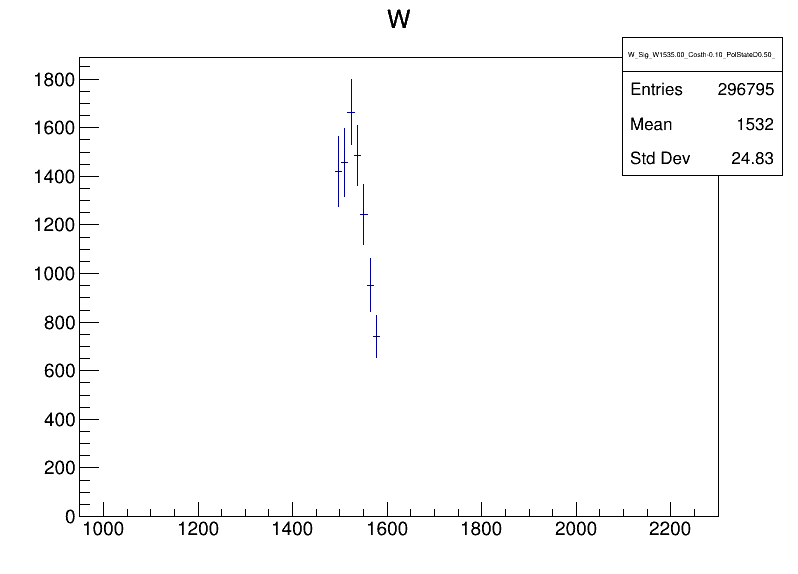 W
W_Sig_W1535.00_Costh-0.10_PolState0.50_
Entries 296795
Mean 1532
Std Dev 24.83
1800
1600
1400
1200
1000
800
600
400
200
0
1000 1200 1400 1600 1800 2000 2200